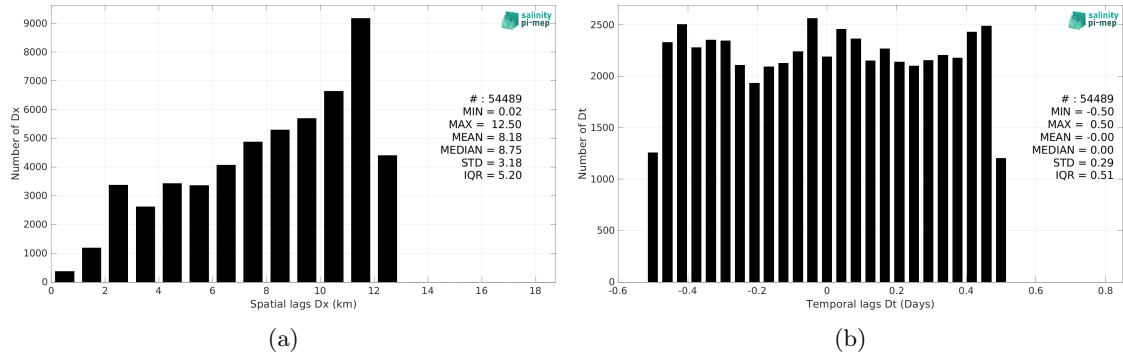 9000
8000
7000
6000
5000
4000
3000
2000
1000
0
Number of Dx
0 2 4 6 8 10 12 14 16 18
Spatial lags Dx (km)
salinity
pi-mep
# : 54489
MIN = 0.02
MAX = 12.50
MEAN = 8.18
MEDIAN = 8.75
STD = 3.18
IQR = 5.20
(a)
2500
2000
1500
1000
500
0
Number of Dt
-0.6 -0.4 -0.2 0 0.2 0.4 0.6 0.8
Temporal lags Dt (Days)
salinity
pi-mep
# : 54489
MIN = -0.50
MAX = 0.50
MEAN = -0.00
MEDIAN = 0.00
STD = 0.29
IQR = 0.51
(b)